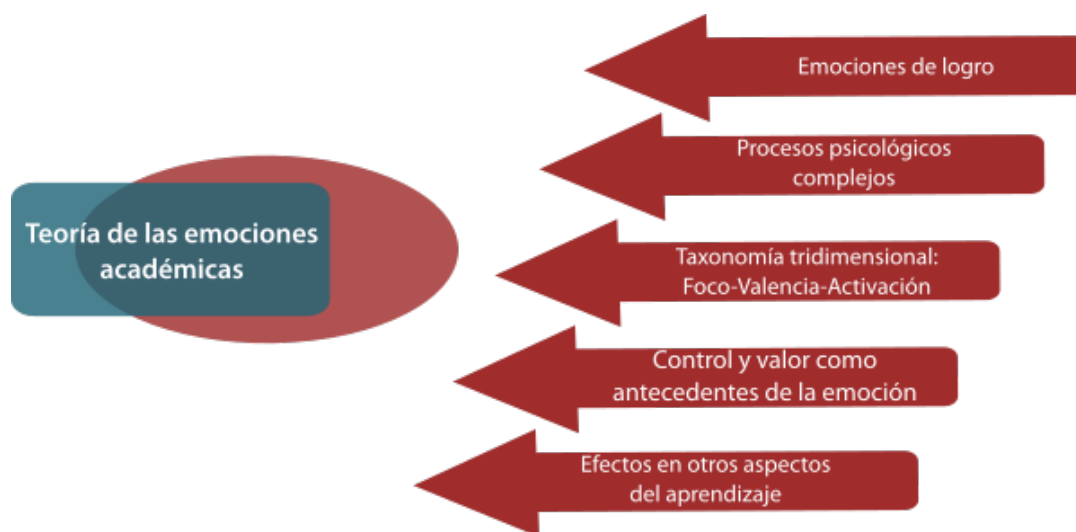 Emociones de logro
Procesos psicológicos
complejos
Teoría de las emociones
académicas
Taxonomía tridimensional:
Foco-Valencia-Activación
Control y valor como
antecedentes de la emoción
Efectos en otros aspectos
del aprendizaje